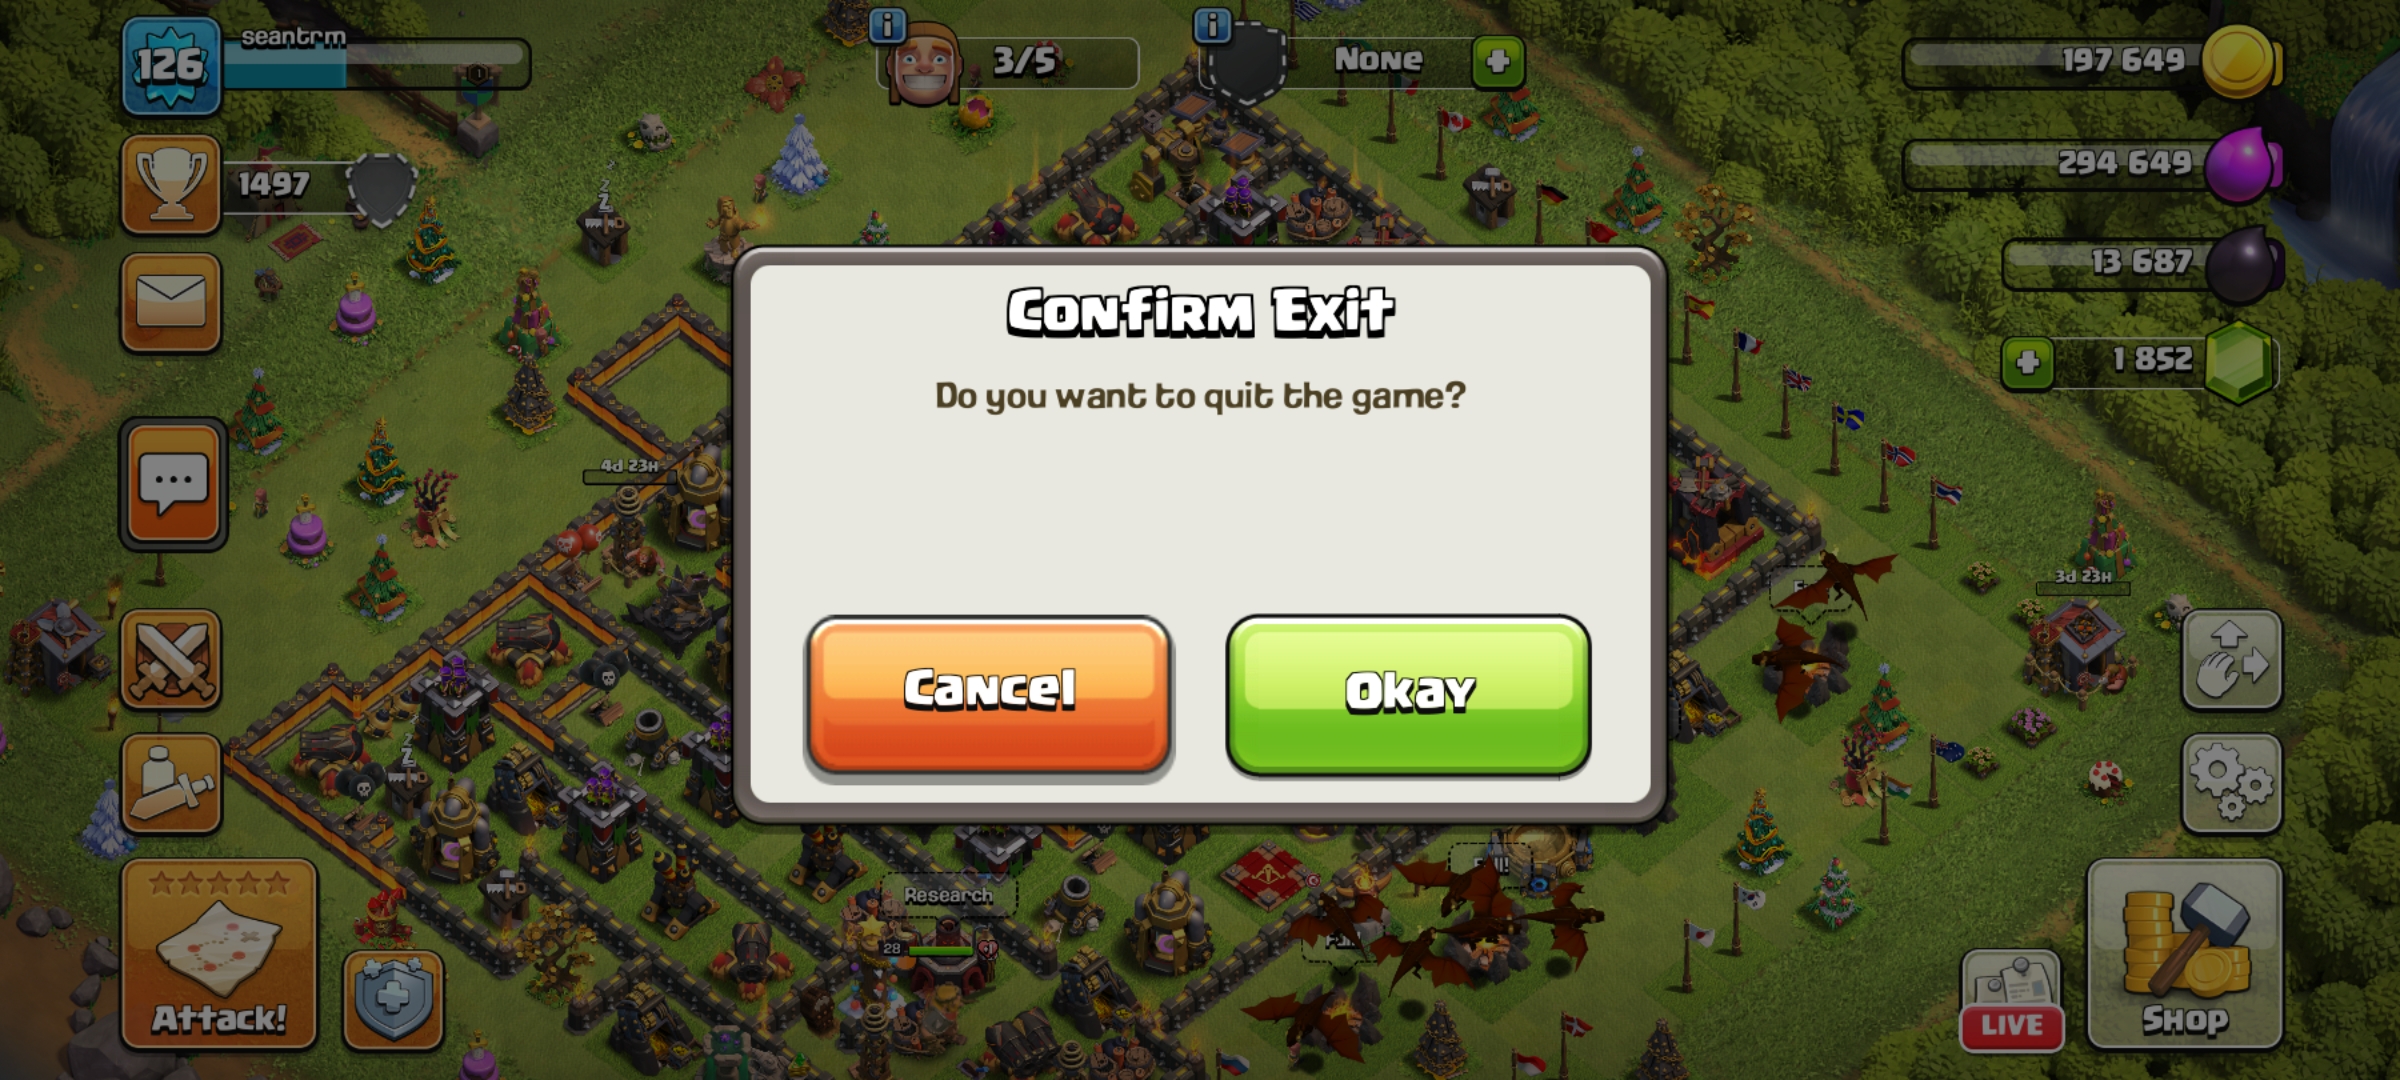 126
seantrm
3/5
None
197 649
1497
294 649
13 687
1 852
Confirm Exit
Do you want to quit the game?
4d 23H
3d 23H
Cancel
Okay
Research
28
Attack!
LIVE
Shop